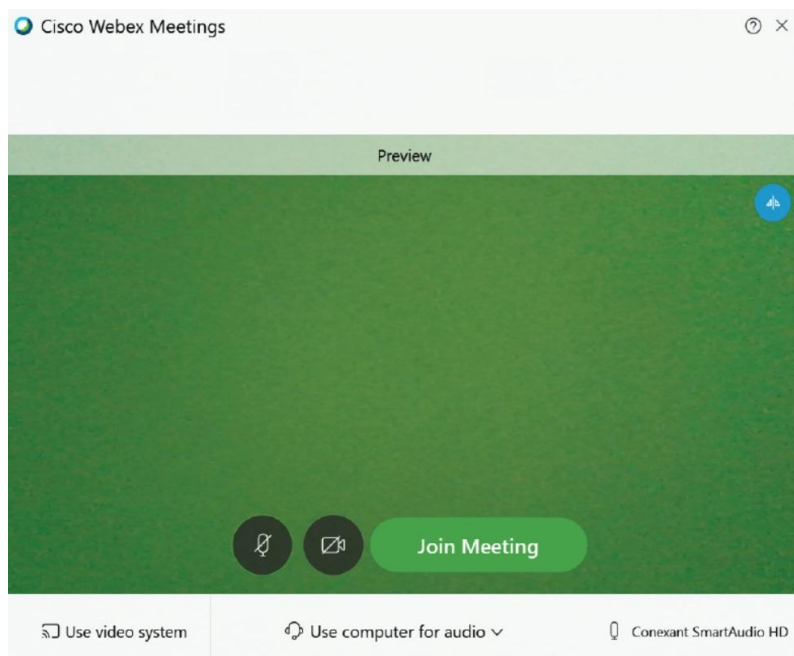 Cisco Webex Meetings
Preview
Join Meeting
Use video system
Use computer for audio
Conexant SmartAudio HD